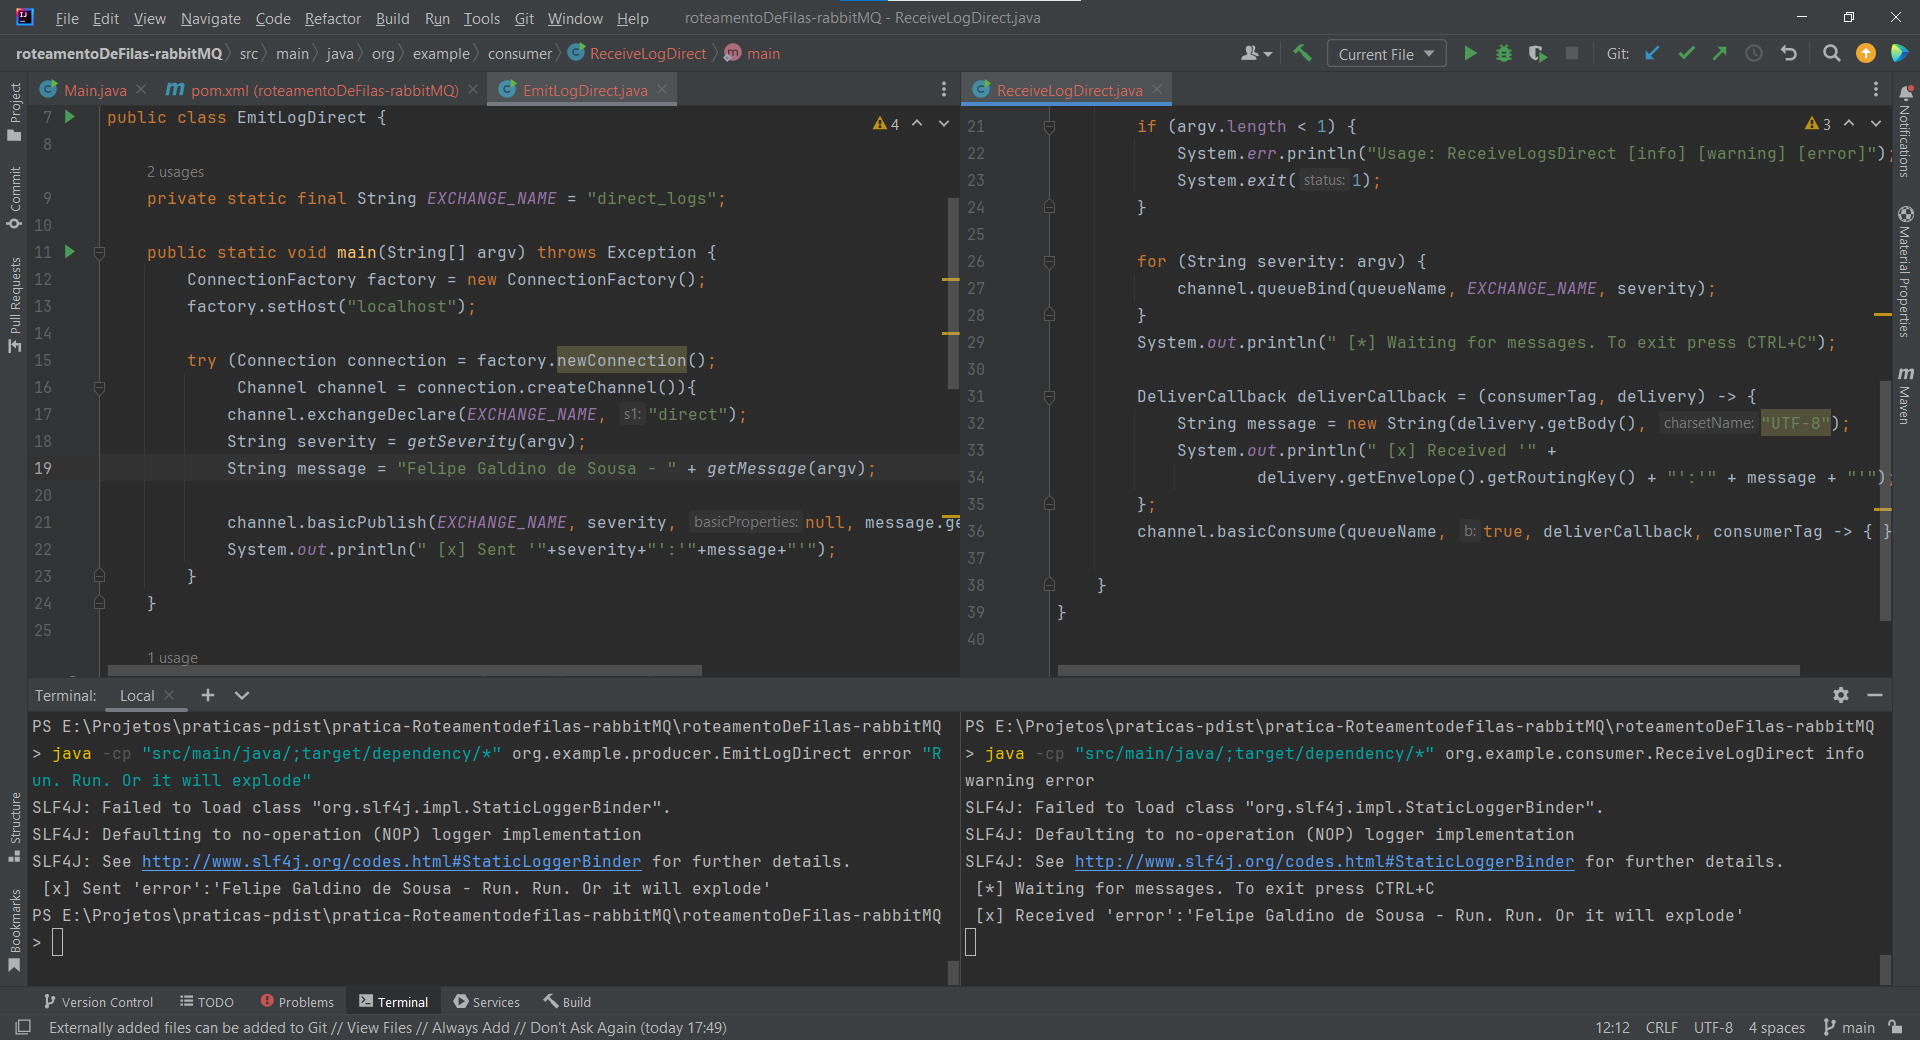 File Edit View Navigate Code Refactor Build Run Tools Git Window Help roteamentoDeFilas-rabbitMQ - ReceiveLogDirect.java
roteamentoDeFilas-rabbitMQ src main java org example consumer ReceiveLogDirect main Current File Git:
Project
Commit
Pull Requests
Structure
Bookmarks
Main.java pom.xml (roteamentoDeFilas-rabbitMQ) EmitLogDirect.java
4
7 public class EmitLogDirect {
8
2 usages
9 private static final String EXCHANGE_NAME = "direct_logs";
10
11 public static void main(String[] argv) throws Exception {
12 ConnectionFactory factory = new ConnectionFactory();
13 factory.setHost("localhost");
14
15 try (Connection connection = factory.newConnection();
16 Channel channel = connection.createChannel()){
17 channel.exchangeDeclare(EXCHANGE_NAME, s1: "direct");
18 String severity = getSeverity(argv);
19 String message = "Felipe Galdino de Sousa - " + getMessage(argv);
20
21 channel.basicPublish(EXCHANGE_NAME, severity, basicProperties: null, message.ge
22 System.out.println(" [x] Sent '"+severity+"':'"+message+"'");
23 }
24 }
25
1 usage
ReceiveLogDirect.java
3
21 if (argv.length < 1) {
22 System.err.println("Usage: ReceiveLogsDirect [info] [warning] [error]");
23 System.exit( status: 1);
24 }
25
26 for (String severity: argv) {
27 channel.queueBind(queueName, EXCHANGE_NAME, severity);
28 }
29 System.out.println(" [*] Waiting for messages. To exit press CTRL+C");
30
31 DeliverCallback deliverCallback = (consumerTag, delivery) -> {
32 String message = new String(delivery.getBody(), charsetName: "UTF-8");
33 System.out.println(" [x] Received '" +
34 delivery.getEnvelope().getRoutingKey() + "':'" + message + "'");
35 };
36 channel.basicConsume(queueName, b: true, deliverCallback, consumerTag -> { }
37
38 }
39 }
40
Notifications
Material Properties
m Maven
Terminal: Local
PS E:\Projetos\praticas-pdist\pratica-Roteamentodefilas-rabbitMQ\roteamentoDeFilas-rabbitMQ
> java -cp "src/main/java/;target/dependency/*" org.example.producer.EmitLogDirect error "R
un. Run. Or it will explode"
SLF4J: Failed to load class "org.slf4j.impl.StaticLoggerBinder".
SLF4J: Defaulting to no-operation (NOP) logger implementation
SLF4J: See http://www.slf4j.org/codes.html#StaticLoggerBinder for further details.
[x] Sent 'error':'Felipe Galdino de Sousa - Run. Run. Or it will explode'
PS E:\Projetos\praticas-pdist\pratica-Roteamentodefilas-rabbitMQ\roteamentoDeFilas-rabbitMQ
>
PS E:\Projetos\praticas-pdist\pratica-Roteamentodefilas-rabbitMQ\roteamentoDeFilas-rabbitMQ
> java -cp "src/main/java/;target/dependency/*" org.example.consumer.ReceiveLogDirect info
warning error
SLF4J: Failed to load class "org.slf4j.impl.StaticLoggerBinder".
SLF4J: Defaulting to no-operation (NOP) logger implementation
SLF4J: See http://www.slf4j.org/codes.html#StaticLoggerBinder for further details.
[*] Waiting for messages. To exit press CTRL+C
[x] Received 'error':'Felipe Galdino de Sousa - Run. Run. Or it will explode'
Version Control TODO Problems Terminal Services Build
Externally added files can be added to Git // View Files // Always Add // Don't Ask Again (today 17:49) 12:12 CRLF UTF-8 4 spaces main